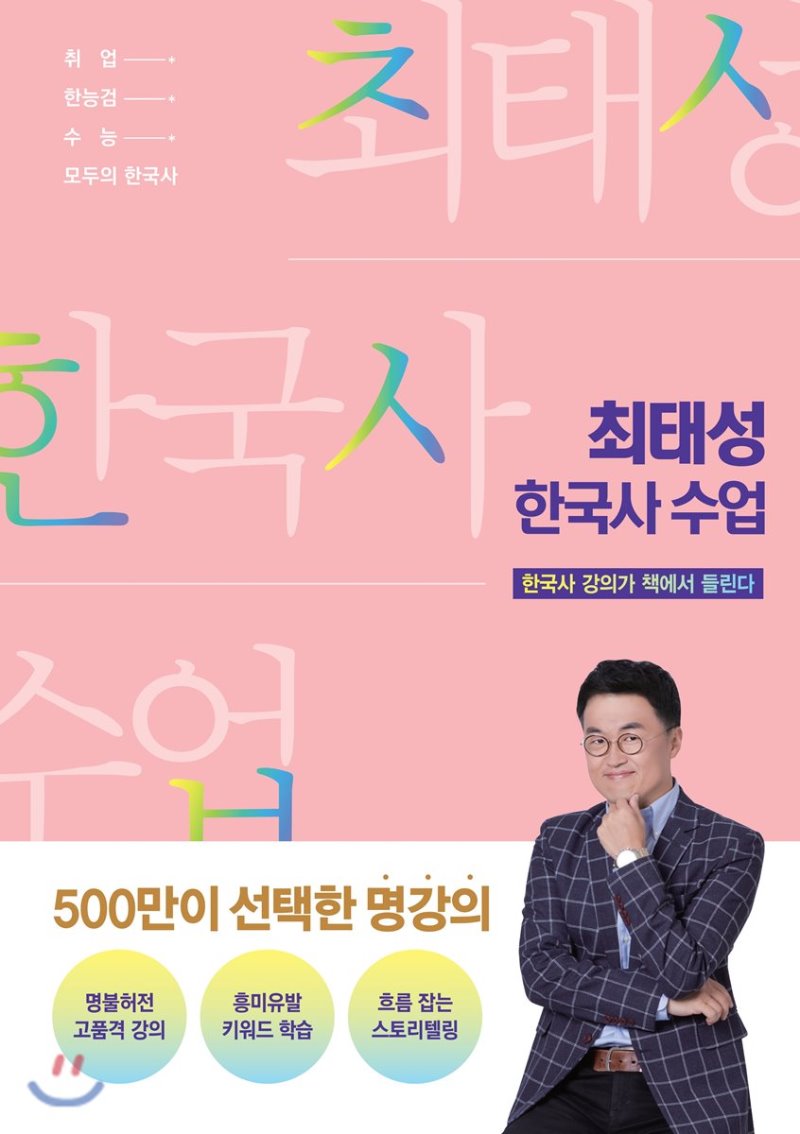 취 업 *
한능검 *
수 능 *
모두의 한국사
최태성
한국사
수업
최태성
한국사 수업
한국사 강의가 책에서 들린다
500만이 선택한 명강의
명불허전
고품격 강의
흥미유발
키워드 학습
흐름 잡는
스토리텔링